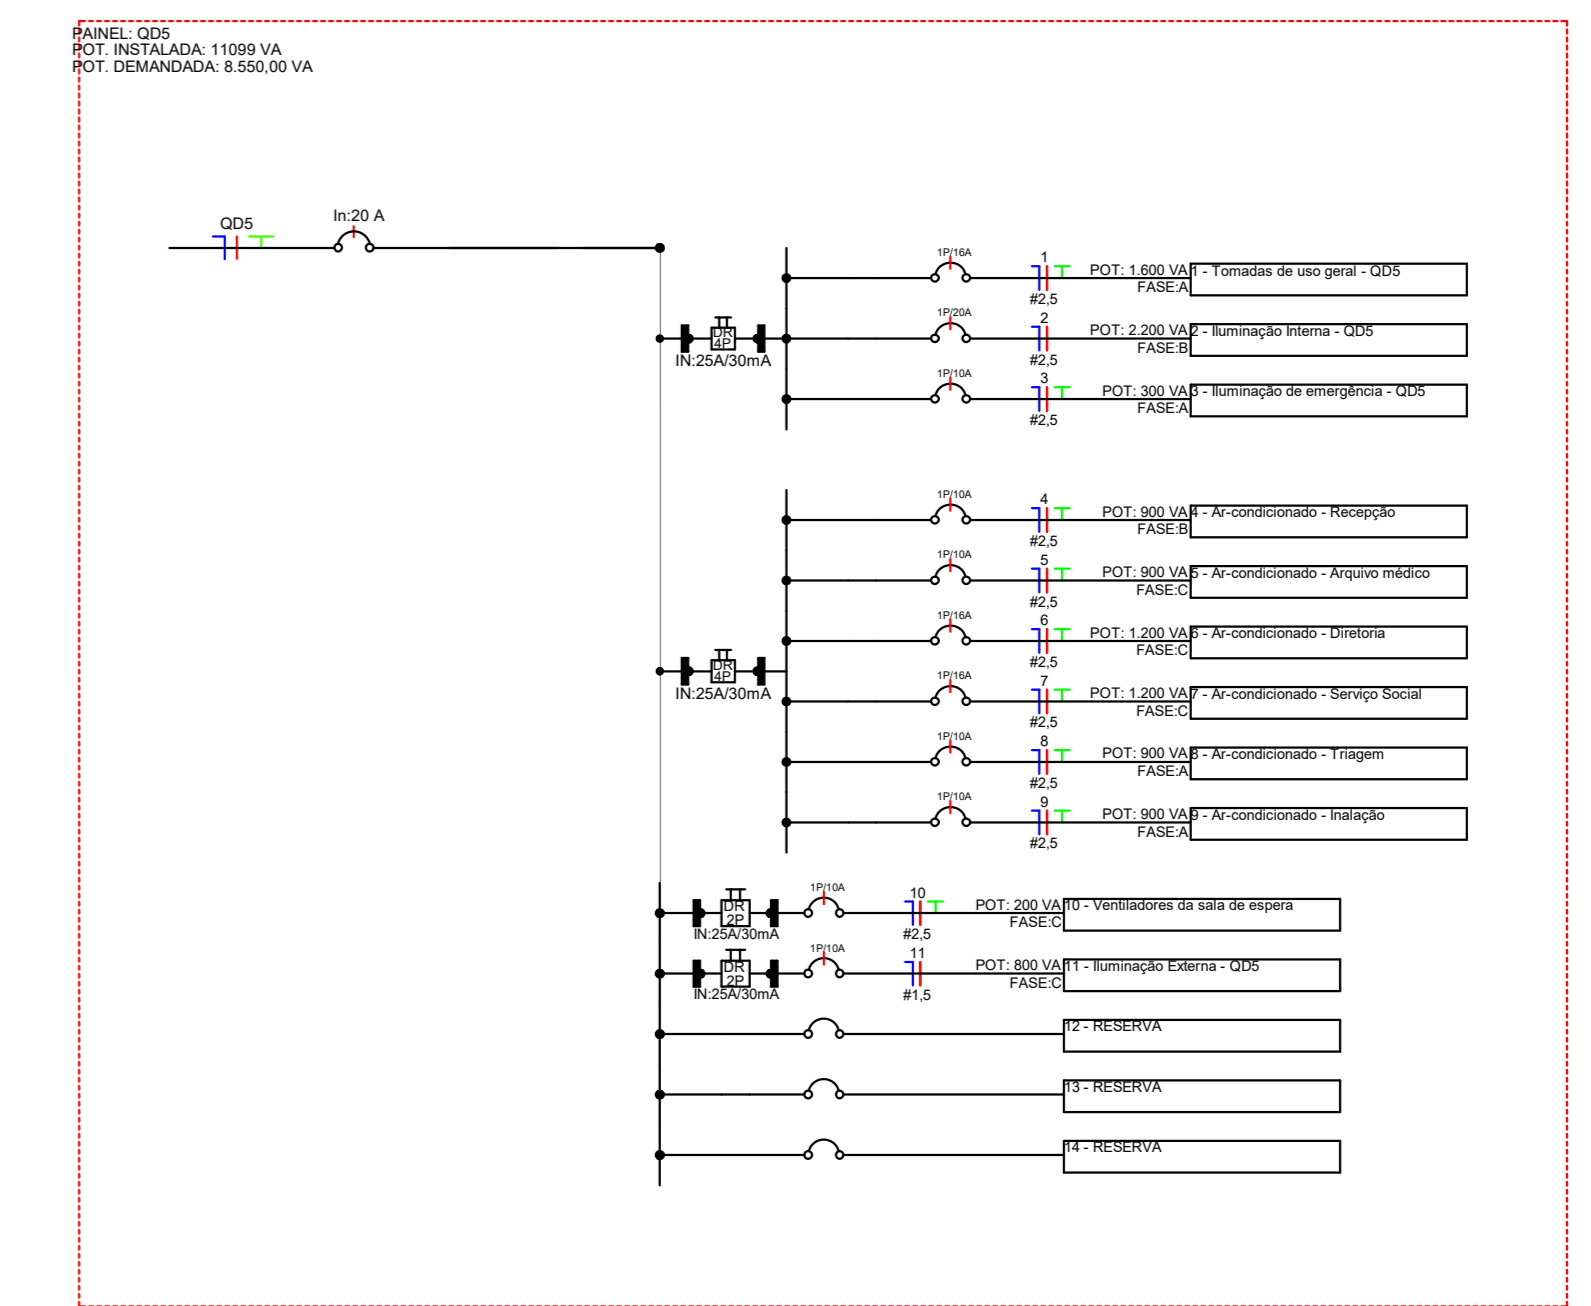 PAINEL: QD5
POT. INSTALADA: 11099 VA
POT. DEMANDADA: 8.550,00 VA
QD5
In:20 A
1P/16A
1
#2,5
POT: 1.600 VA
FASE:A
1 - Tomadas de uso geral - QD5
DR
4P
IN:25A/30mA
1P/20A
2
#2,5
POT: 2.200 VA
FASE:B
2 - Iluminação Interna - QD5
1P/10A
3
#2,5
POT: 300 VA
FASE:A
3 - Iluminação de emergência - QD5
1P/10A
4
#2,5
POT: 900 VA
FASE:B
4 - Ar-condicionado - Recepção
1P/10A
5
#2,5
POT: 900 VA
FASE:C
5 - Ar-condicionado - Arquivo médico
1P/16A
6
#2,5
POT: 1.200 VA
FASE:C
6 - Ar-condicionado - Diretoria
DR
4P
IN:25A/30mA
1P/16A
7
#2,5
POT: 1.200 VA
FASE:C
7 - Ar-condicionado - Serviço Social
1P/10A
8
#2,5
POT: 900 VA
FASE:A
8 - Ar-condicionado - Triagem
1P/10A
9
#2,5
POT: 900 VA
FASE:A
9 - Ar-condicionado - Inalação
DR
2P
IN:25A/30mA
1P/10A
10
#2,5
POT: 200 VA
FASE:C
10 - Ventiladores da sala de espera
DR
2P
IN:25A/30mA
1P/10A
11
#1,5
POT: 800 VA
FASE:C
11 - Iluminação Externa - QD5
12 - RESERVA
13 - RESERVA
14 - RESERVA